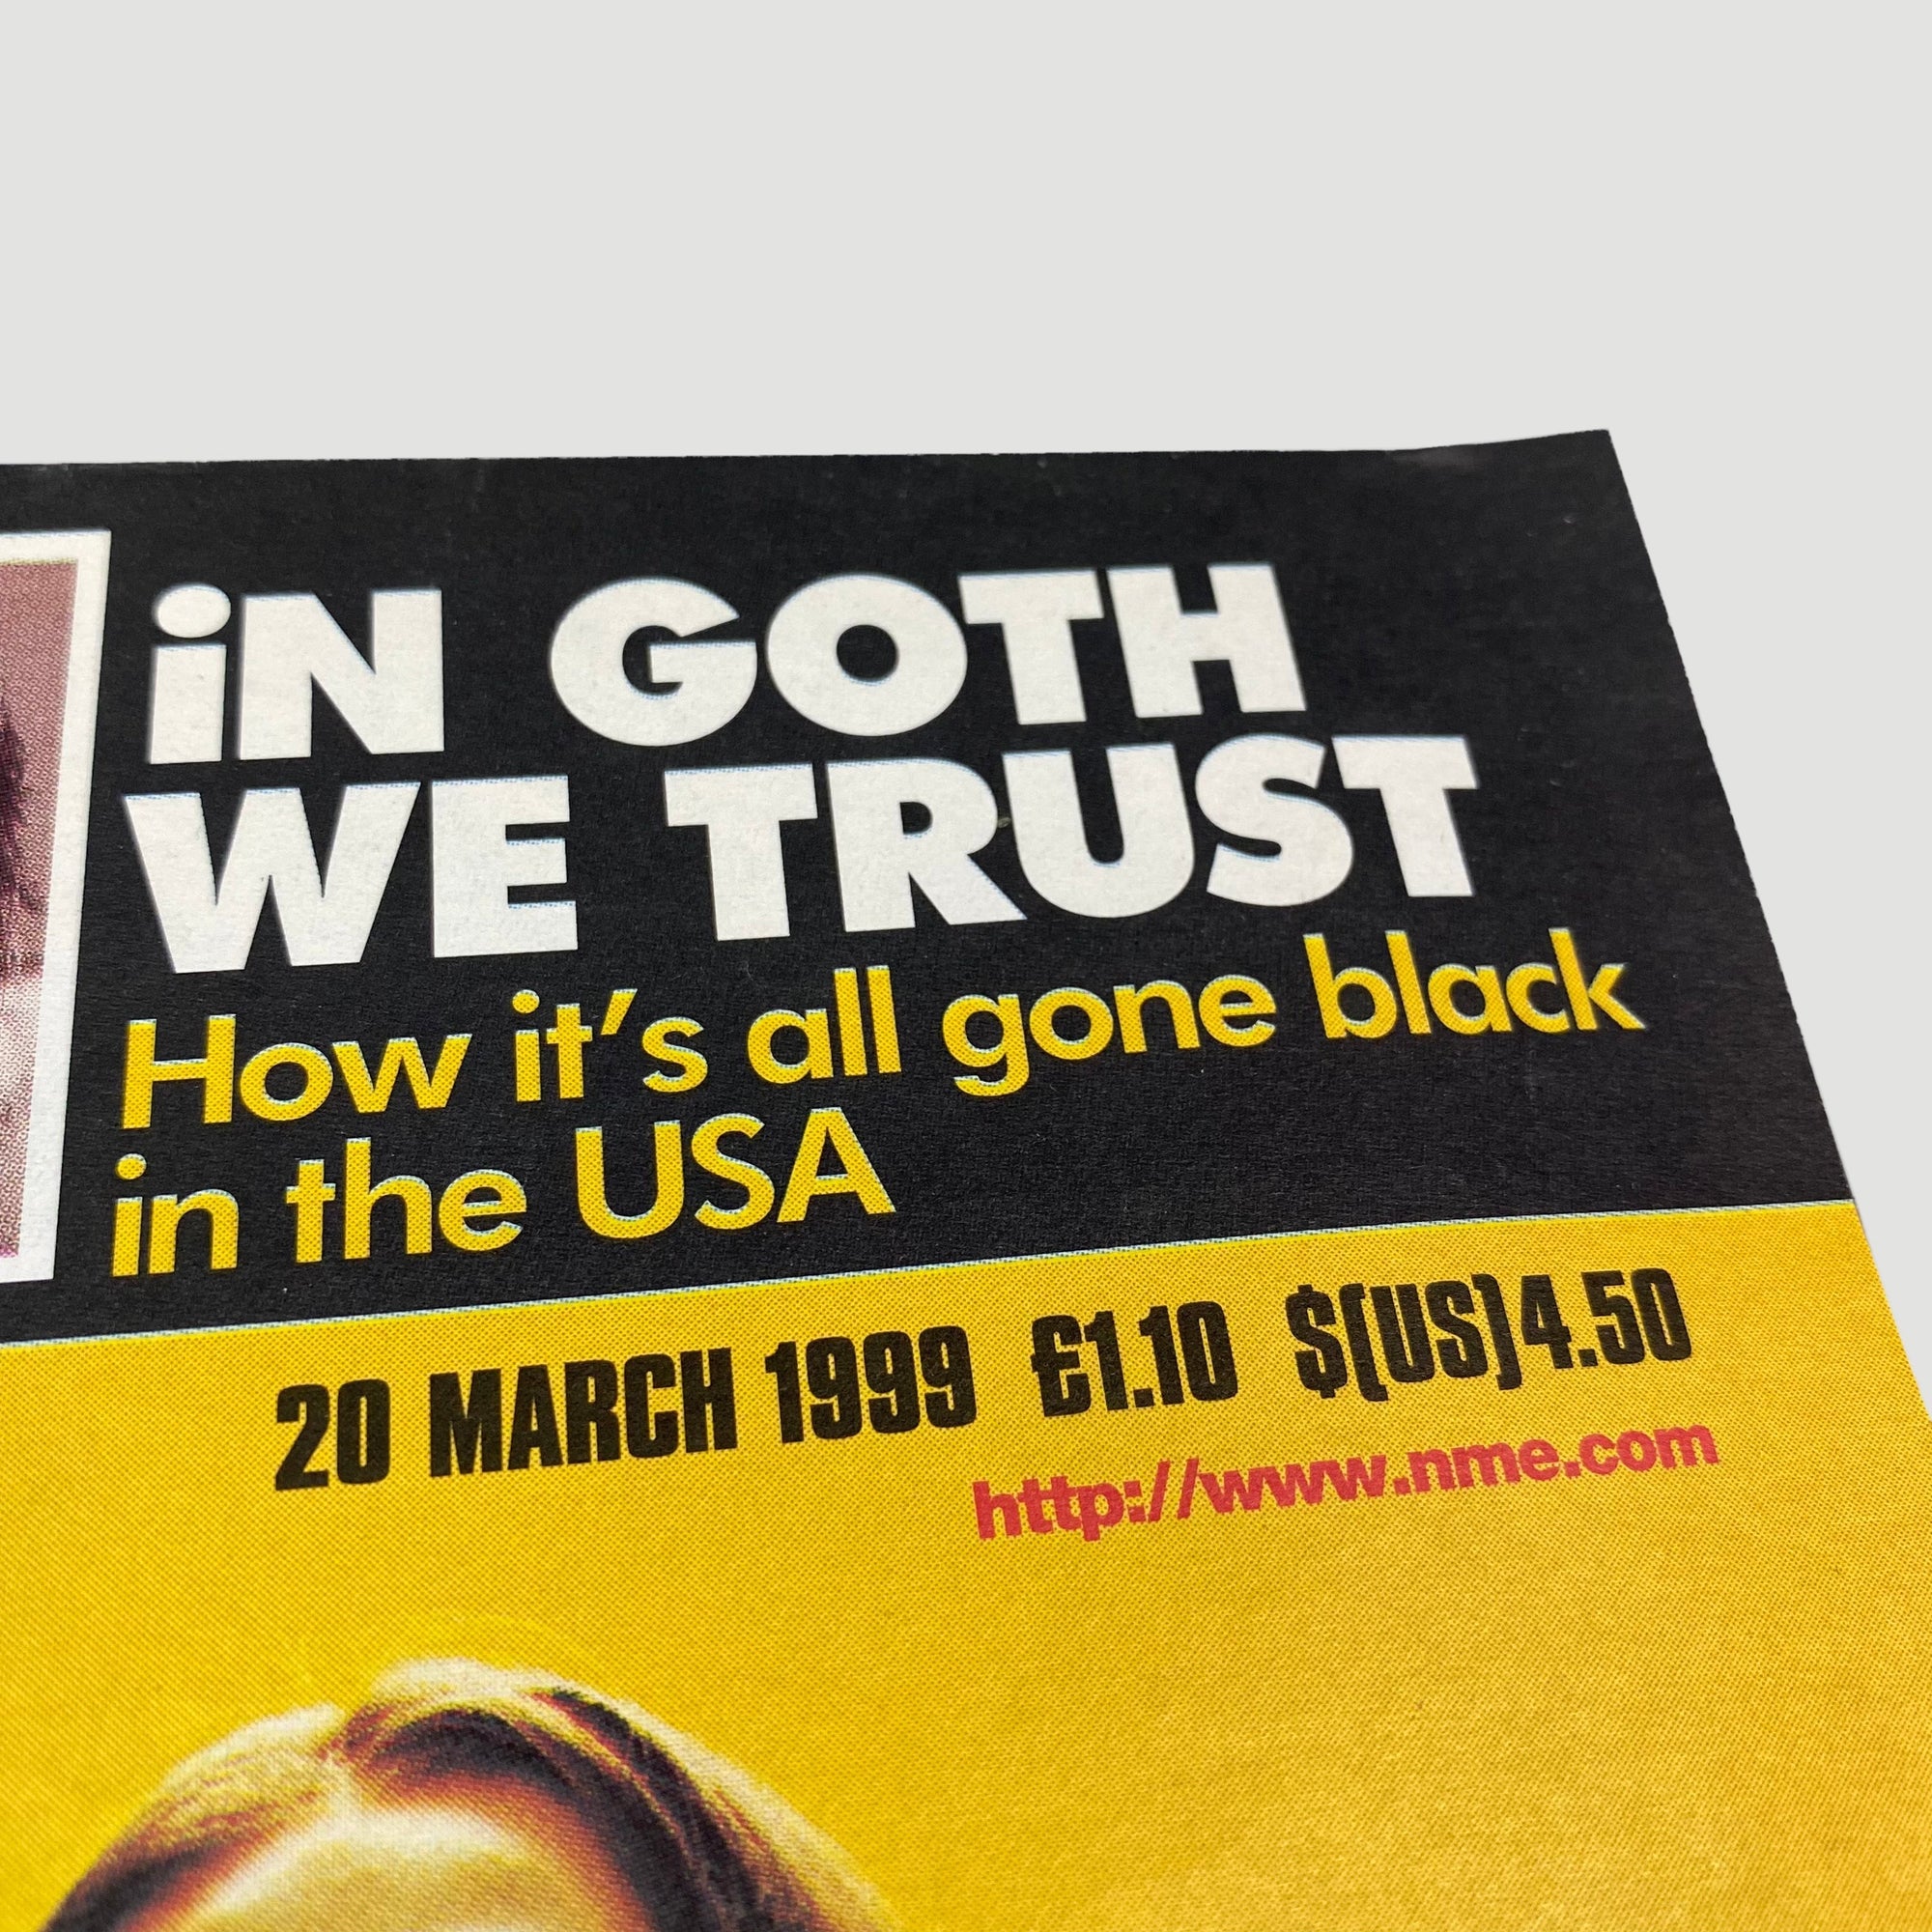 iN GOTH
WE TRUST
How it's all gone black
in the USA
20 MARCH 1999 £1.10 $(US)4.50
http://www.nme.com